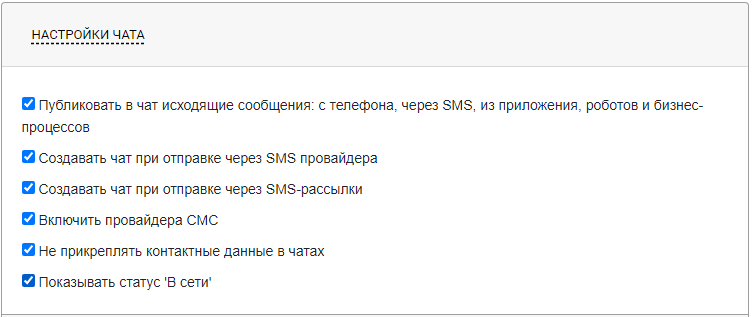 НАСТРОЙКИ ЧАТА
Публиковать в чат исходящие сообщения: с телефона, через SMS, из приложения, роботов и бизнес-
процессов
Создавать чат при отправке через SMS провайдера
Создавать чат при отправке через SMS-рассылки
Включить провайдера СМС
Не прикреплять контактные данные в чатах
Показывать статус 'В сети'